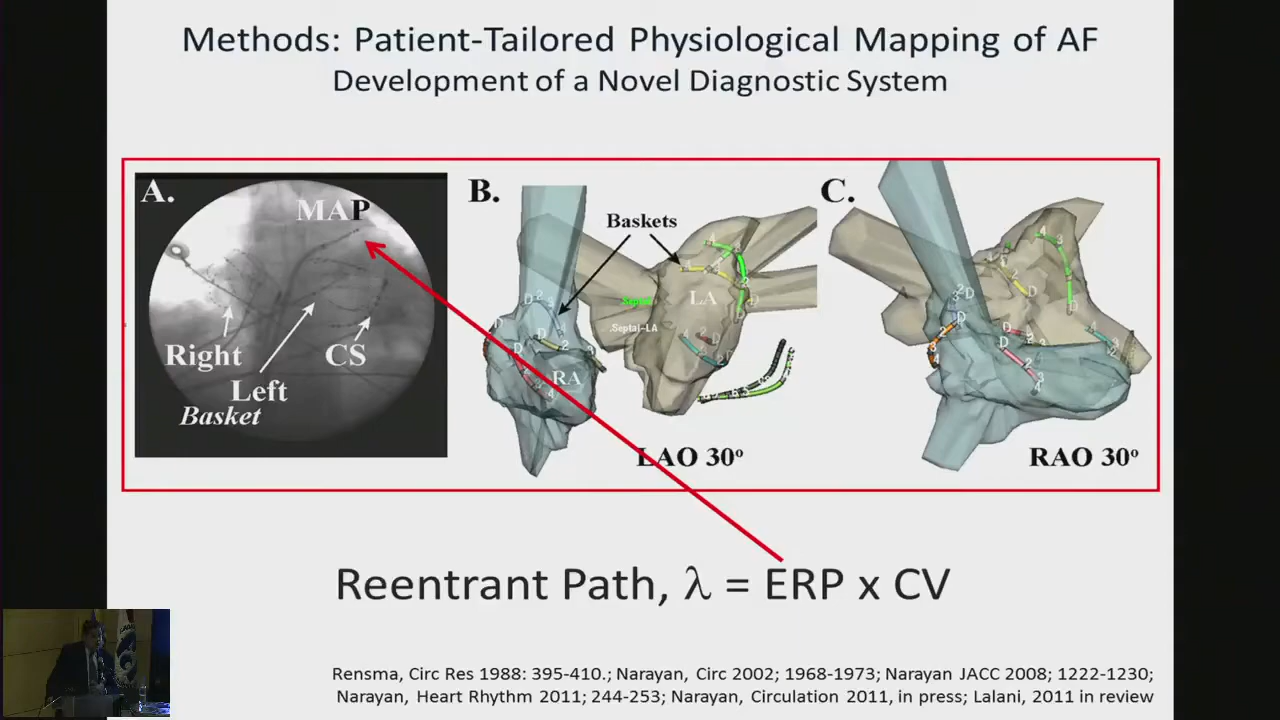 Methods: Patient-Tailored Physiological Mapping of AF
Development of a Novel Diagnostic System
A.
MAP
Right
Left
Basket
CS
B.
Baskets
LA
Septal-LA
RA
LAO 30º
C.
RAO 30º
Reentrant Path, λ = ERP x CV
Rensma, Circ Res 1988: 395-410.; Narayan, Circ 2002; 1968-1973; Narayan JACC 2008; 1222-1230;
Narayan, Heart Rhythm 2011; 244-253; Narayan, Circulation 2011, in press; Lalani, 2011 in review